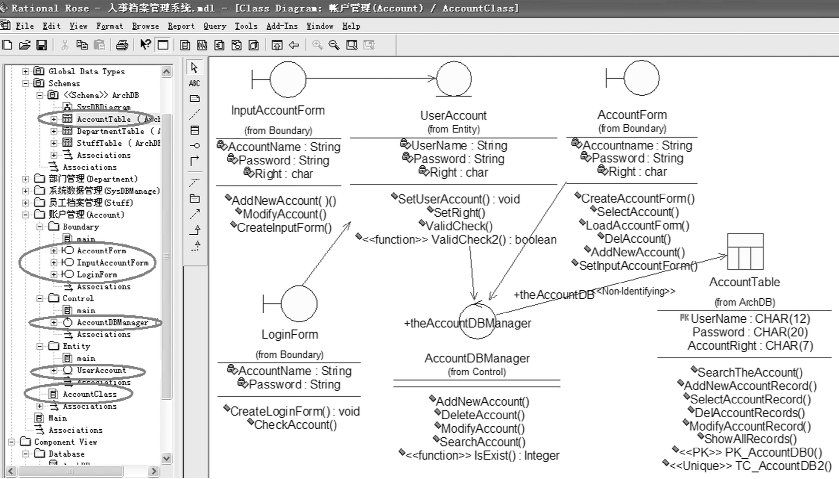 Rational Rose - 人事档案管理系统.mdl - [Class Diagram: 帐户管理(Account) / AccountClass]
File Edit View Format Browse Report Query Tools Add-Ins Window Help
Global Data Types
Schemas
<<Schema>> ArchDB
SysDBDiagram
AccountTable ( Arch
DepartmentTable ( A
StuffTable ( ArchDB
Associations
Associations
部门管理(Department)
系统数据管理(SysDBManage)
员工档案管理(Stuff)
帐户管理(Account)
Boundary
main
AccountForm
InputAccountForm
LoginForm
Associations
Control
main
AccountDBManager
Associations
Entity
main
UserAccount
Associations
AccountClass
Associations
Main
Associations
Component View
Database
ArchDB
ABC
InputAccountForm
(from Boundary)
AccountName : String
Password : String
Right : char
AddNewAccount( )()
ModifyAccount()
CreateInputForm()
UserAccount
(from Entity)
UserName : String
Password : String
Right : char
SetUserAccount() : void
SetRight()
ValidCheck()
<<function>> ValidCheck2() : boolean
AccountForm
(from Boundary)
Accountname : String
Password : String
Right : char
CreateAccountForm()
SelectAccount()
LoadAccountForm()
DelAccount()
AddNewAccount()
SetInputAccountForm()
LoginForm
(from Boundary)
AccountName : String
Password : String
CreateLoginForm() : void
CheckAccount()
+theAccountDBManager
AccountDBManager
(from Control)
AddNewAccount()
DeleteAccount()
ModifyAccount()
SearchAccount()
<<function>> IsExist() : Integer
+theAccountDB
<<Non-Identifying>>
AccountTable
(from ArchDB)
PK UserName : CHAR(12)
Password : CHAR(20)
AccountRight : CHAR(7)
SearchTheAccount()
AddNewAccountRecord()
SelectAccountRecord()
DelAccountRecords()
ModifyAccountRecord()
ShowAllRecords()
<<PK>> PK_AccountDB0()
<<Unique>> TC_AccountDB2()